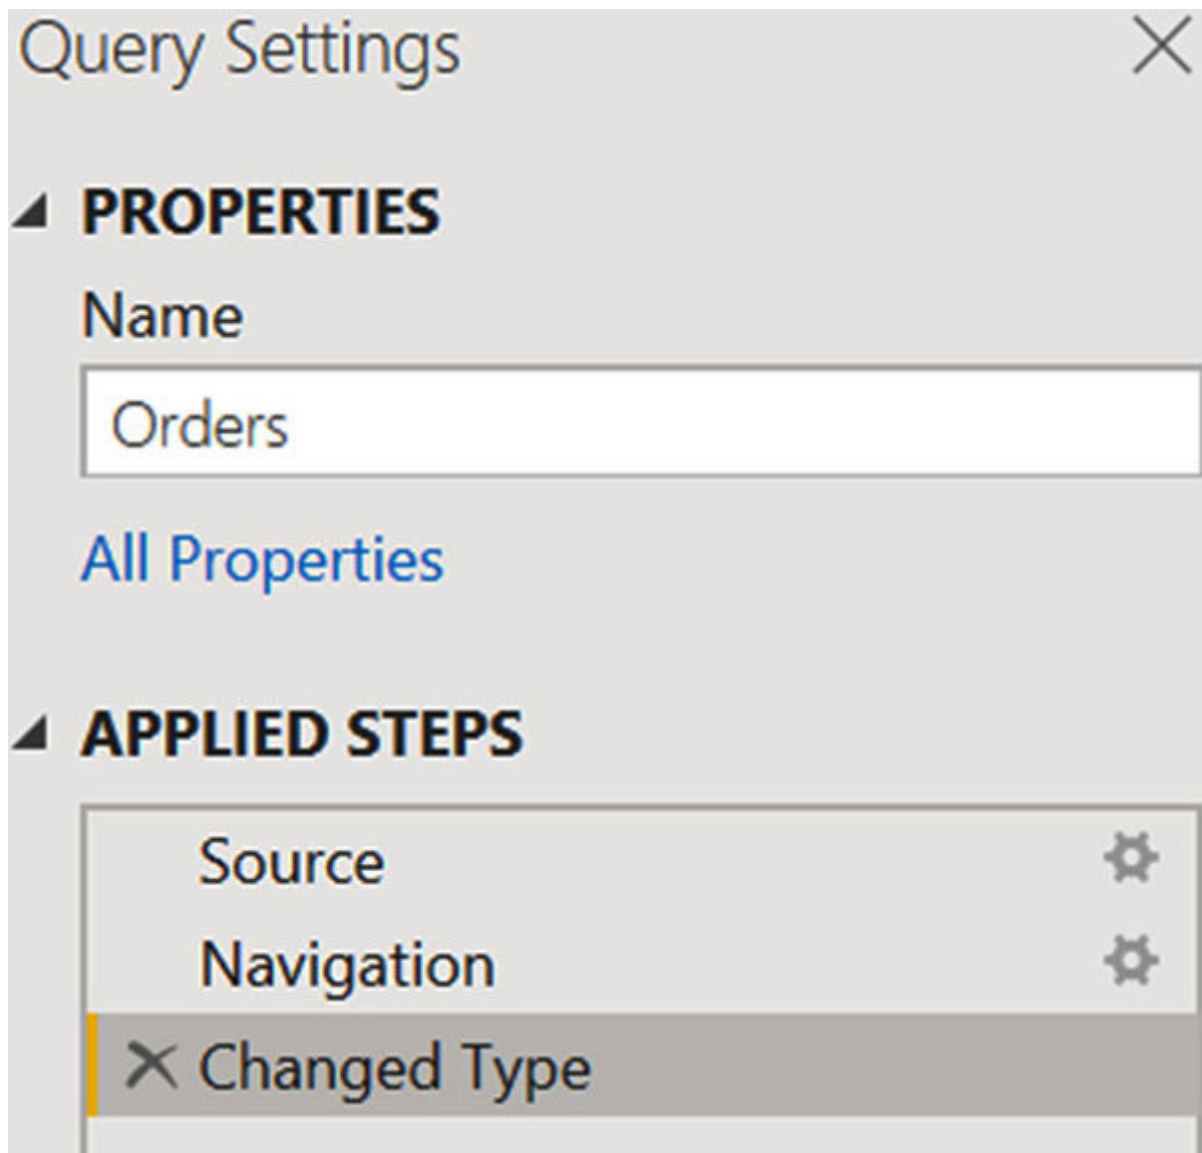 Query Settings
PROPERTIES
Name
Orders
All Properties
APPLIED STEPS
Source
Navigation
Changed Type